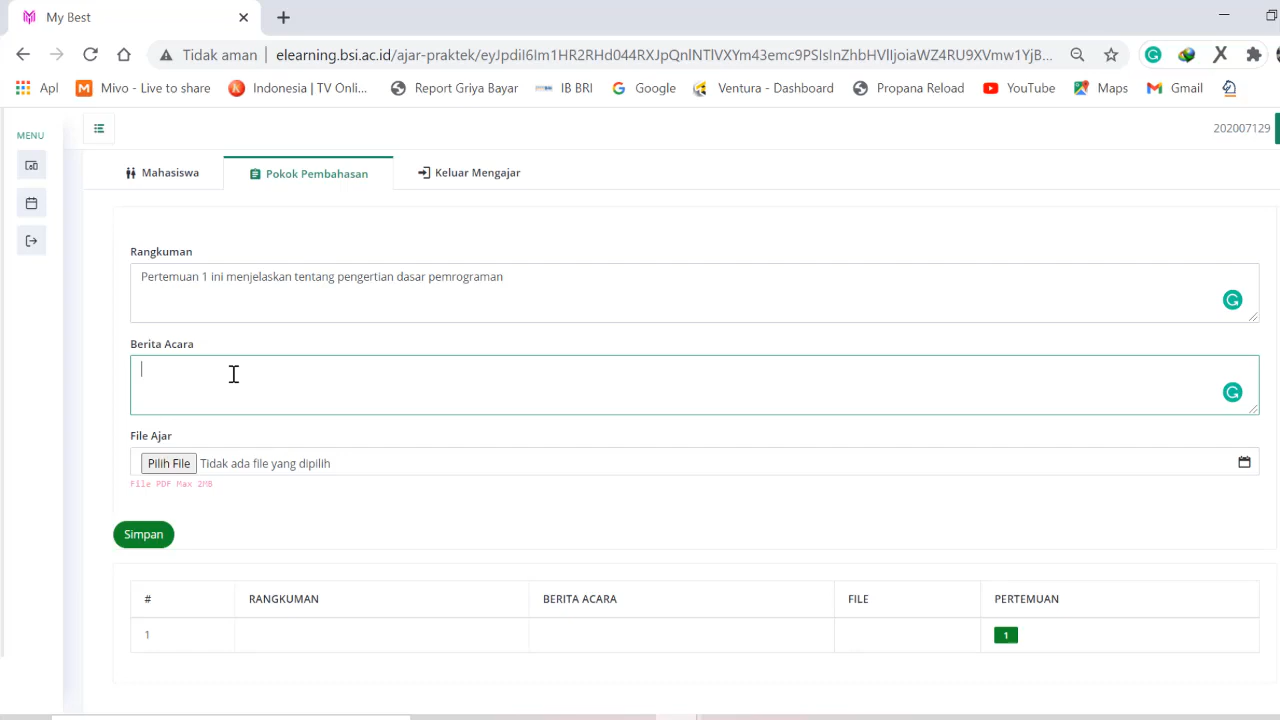 My Best
Tidak aman | elearning.bsi.ac.id/ajar-praktek/eyJpdiI6Im1HR2RHd044RXJpQnlNTlVXYm43emc9PSIsInZhbHVlIjoiaWZ4RU9XVmw1YjB...
Apl Mivo - Live to share Indonesia | TV Onli... Report Griya Bayar IB BRI Google Ventura - Dashboard Propana Reload YouTube Maps Gmail
MENU
202007129
Mahasiswa Pokok Pembahasan Keluar Mengajar
Rangkuman
Pertemuan 1 ini menjelaskan tentang pengertian dasar pemrograman
Berita Acara
File Ajar
Pilih File Tidak ada file yang dipilih
File PDF Max 2MB
Simpan
# RANGKUMAN BERITA ACARA FILE PERTEMUAN
1 1